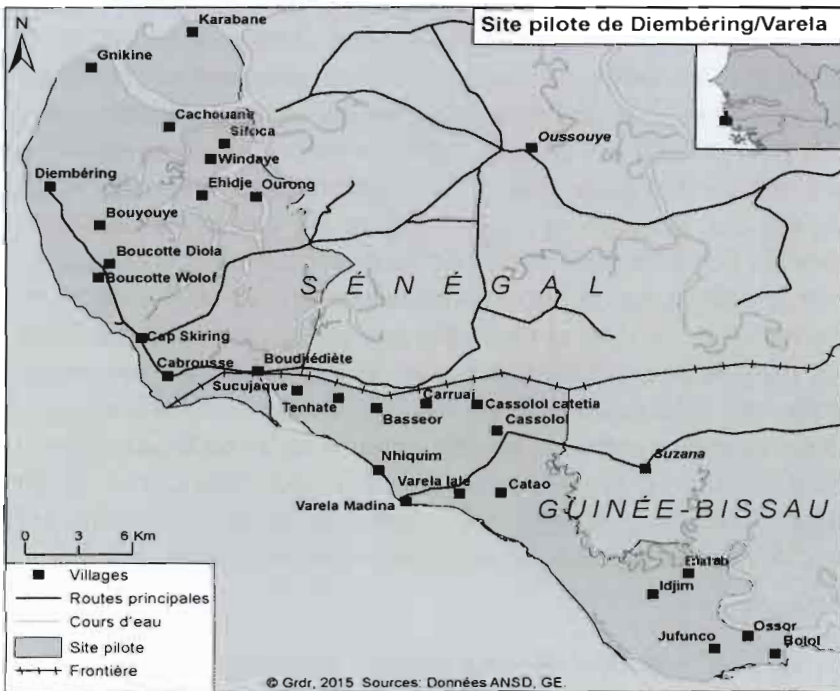 Site pilote de Diembéring/Varela
N
Karabane
Gnikine
Cachouane
Sifoca
Windaye
Oussouye
Diembéring
Ehidje
Ourong
Bouyouye
Boucotte Diola
Boucotte Wolof
SÉNÉGAL
Cap Skiring
Cabrousse
Boudhédiète
Sucujaque
Tenhate
Basseor
Carruai
Cassolol catetia
Cassolol
Nhiquim
Suzana
Varela Iale
Catao
Varela Madina
GUINÉE-BISSAU
0 3 6 Km
Idjim
Jufunco
Ossor
Bolol
Villages
Routes principales
Cours d'eau
Site pilote
Frontière
© Grdr, 2015 Sources: Données ANSD, GE.